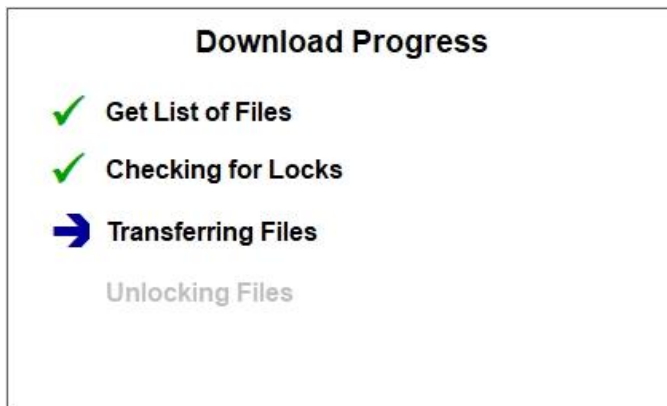 Download Progress
Get List of Files
Checking for Locks
Transferring Files
Unlocking Files